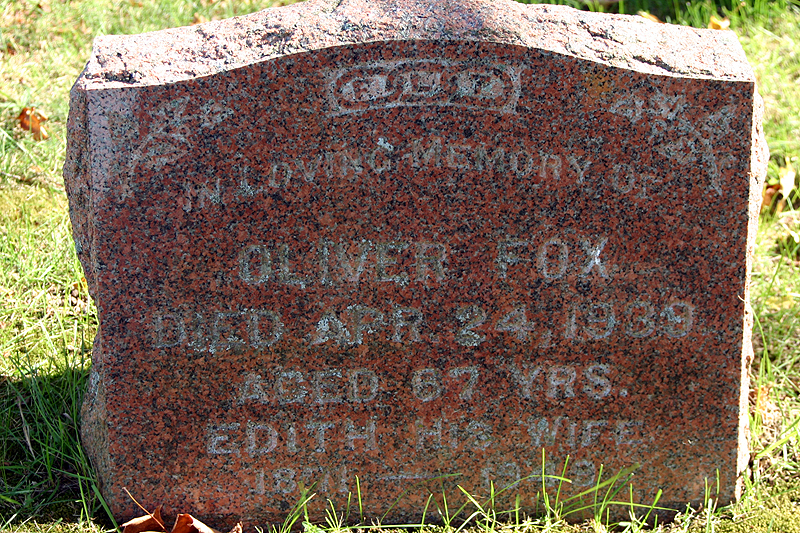 IN LOVING MEMORY OF
OLIVER FOX
DIED APR. 24, 1939
AGED 67 YRS.
EDITH HIS WIFE